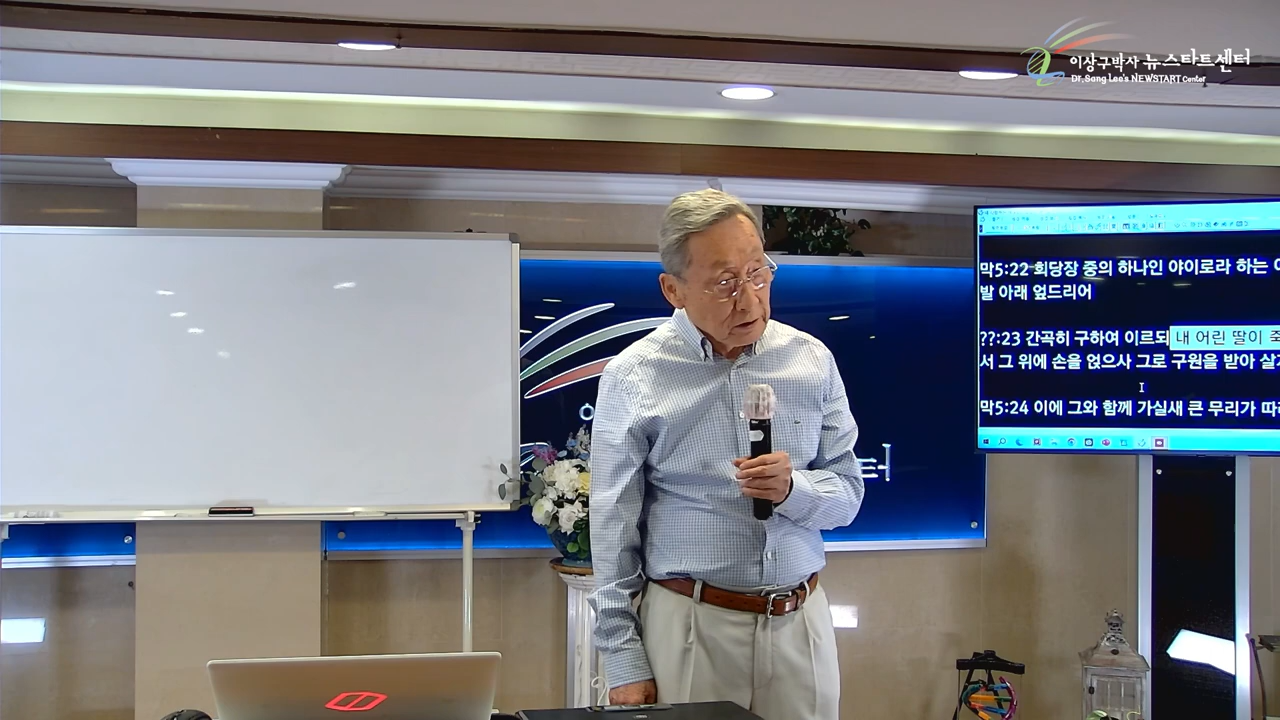 이상구박사 뉴스타트센터
Dr. Sang Lee's NEWSTART Center
막5:22 회당장 중의 하나인 야이로라 하는
발 아래 엎드리어
??:23 간곡히 구하여 이르되 내 어린 딸이
서 그 위에 손을 얹으사 그로 구원을 받아
막5:24 이에 그와 함께 가실새 큰 무리가